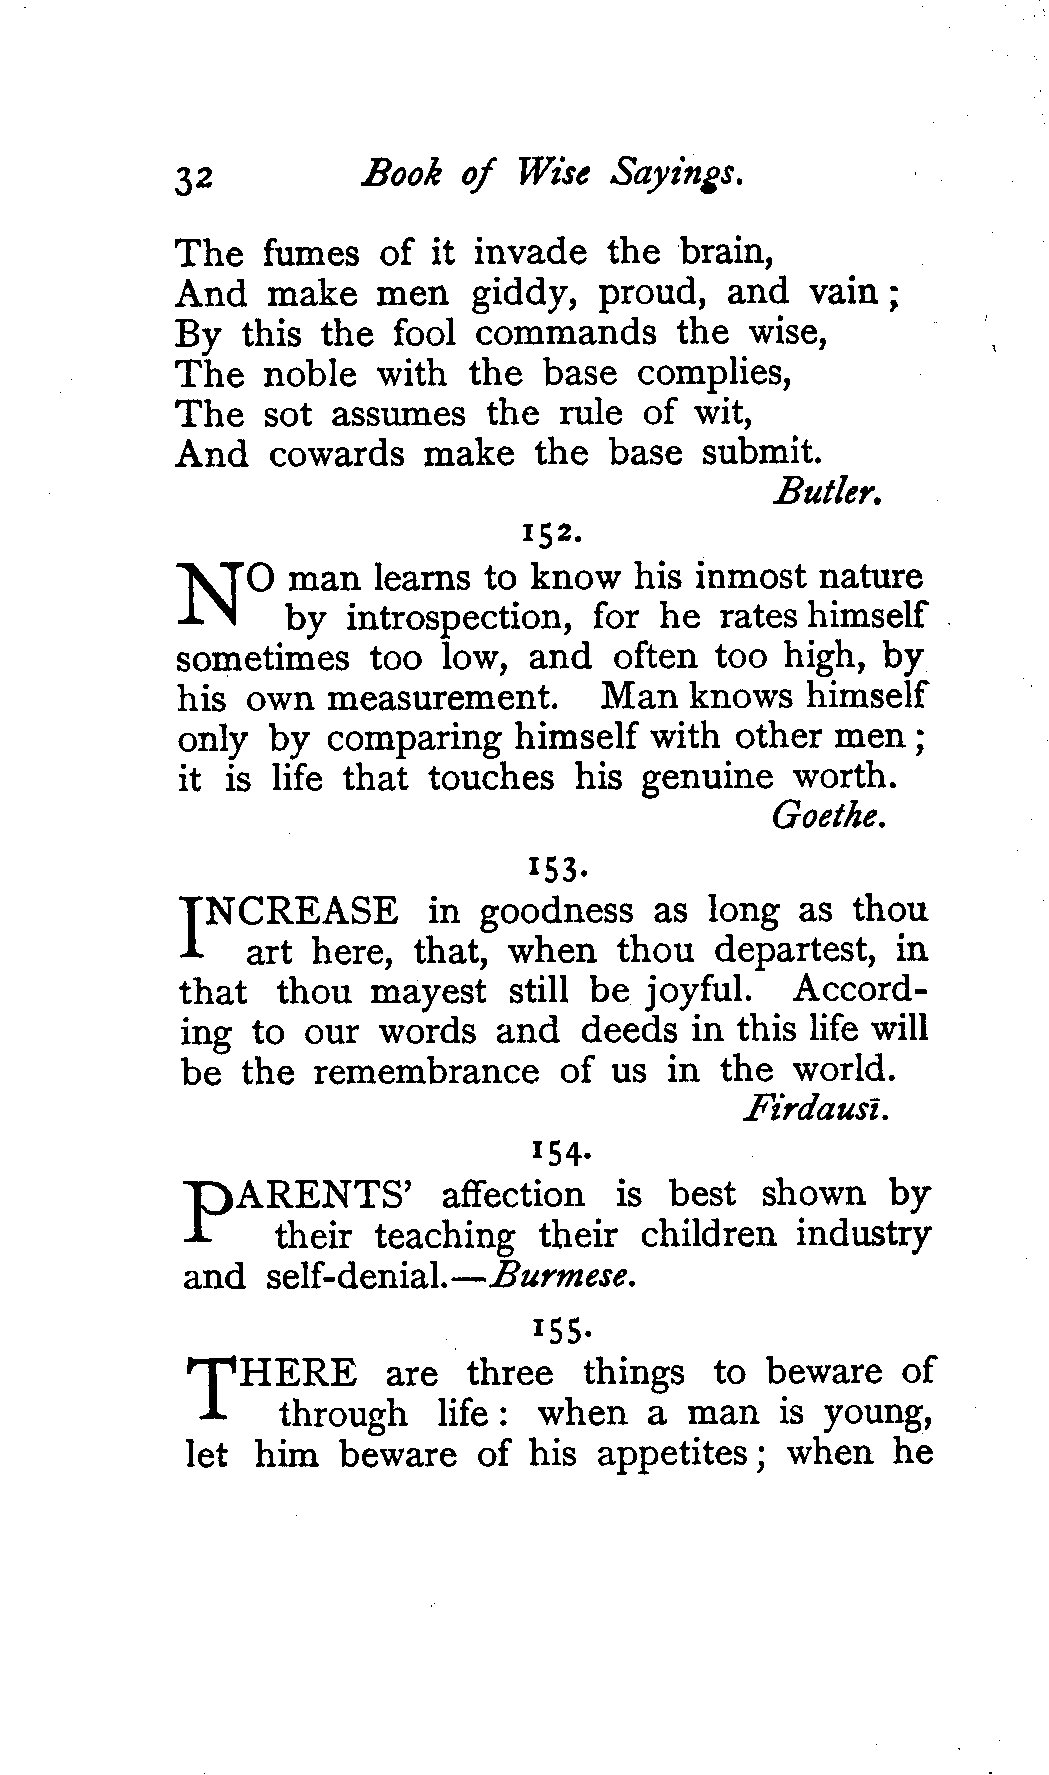 32 Book of Wise Sayings.
The fumes of it invade the brain,
And make men giddy, proud, and vain ;
By this the fool commands the wise,
The noble with the base complies,
The sot assumes the rule of wit,
And cowards make the base submit.
Butler.
152.
NO man learns to know his inmost nature
by introspection, for he rates himself
sometimes too low, and often too high, by
his own measurement. Man knows himself
only by comparing himself with other men ;
it is life that touches his genuine worth.
Goethe.
153.
INCREASE in goodness as long as thou
art here, that, when thou departest, in
that thou mayest still be joyful. Accord-
ing to our words and deeds in this life will
be the remembrance of us in the world.
Firdausī.
154.
PARENTS’ affection is best shown by
their teaching their children industry
and self-denial.—Burmese.
155.
THERE are three things to beware of
through life : when a man is young,
let him beware of his appetites ; when he